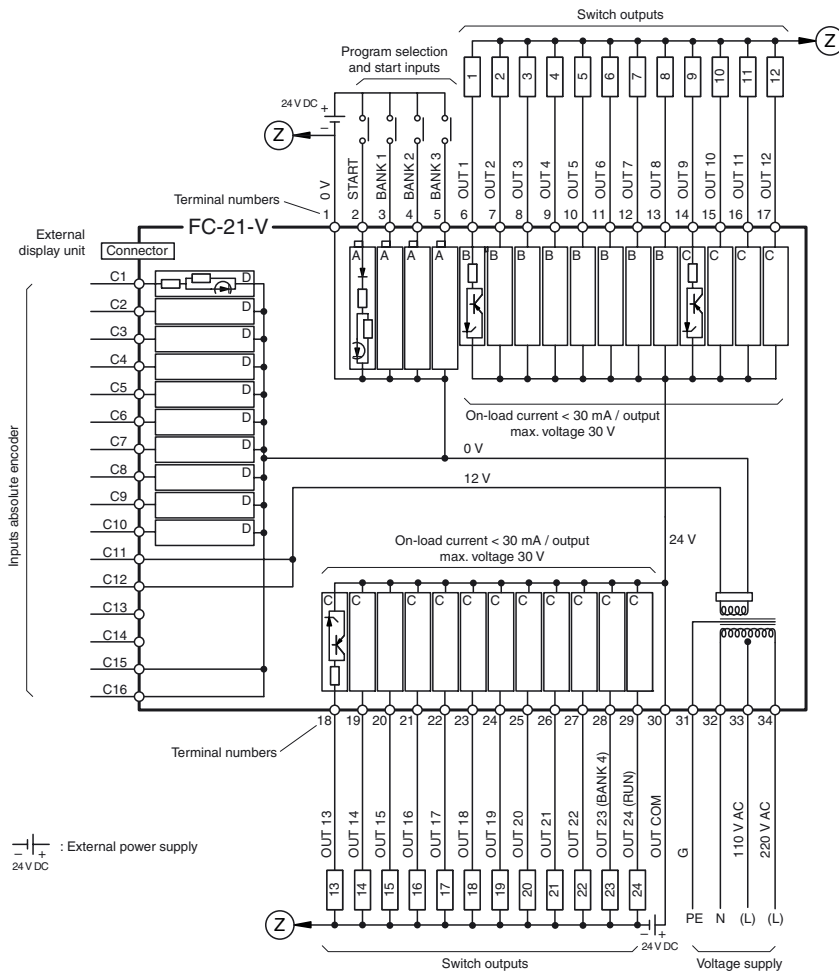 Switch outputs
Z
Program selection
and start inputs
1 2 3 4 5 6 7 8 9 10 11 12
24 V DC
+
−
Z
0 V START BANK 1 BANK 2 BANK 3 OUT 1 OUT 2 OUT 3 OUT 4 OUT 5 OUT 6 OUT 7 OUT 8 OUT 9 OUT 10 OUT 11 OUT 12
Terminal numbers
1 2 3 4 5 6 7 8 9 10 11 12 13 14 15 16 17
FC-21-V
External
display unit
Connector
A A A A B B B B B B B B C C C C
Inputs absolute encoder
C1 D
C2 D
C3 D
C4 D
C5 D
C6 D
C7 D
C8 D
C9 D
C10 D
C11
C12
C13
C14
C15
C16
On-load current < 30 mA / output
max. voltage 30 V
0 V
12 V
On-load current < 30 mA / output
max. voltage 30 V
24 V
C C C C C C C C C C C C
18 19 20 21 22 23 24 25 26 27 28 29 30 31 32 33 34
Terminal numbers
OUT 13 OUT 14 OUT 15 OUT 16 OUT 17 OUT 18 OUT 19 OUT 20 OUT 21 OUT 22 OUT 23 (BANK 4) OUT 24 (RUN) OUT COM G 110 V AC 220 V AC
− + : External power supply
24 V DC
13 14 15 16 17 18 19 20 21 22 23 24
PE N (L) (L)
Z
− +
24 V DC
Switch outputs
Voltage supply